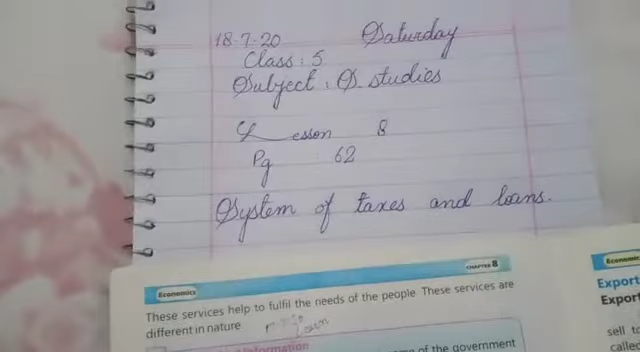 18-7-20 Saturday
Class: 5
Subject: S. studies
Lesson 8
Pg 62
System of taxes and loans.
Economics CHAPTER 8
These services help to fulfil the needs of the people. These services are
different in nature
Information
of the government
Economic
Export
Export
sell to
called